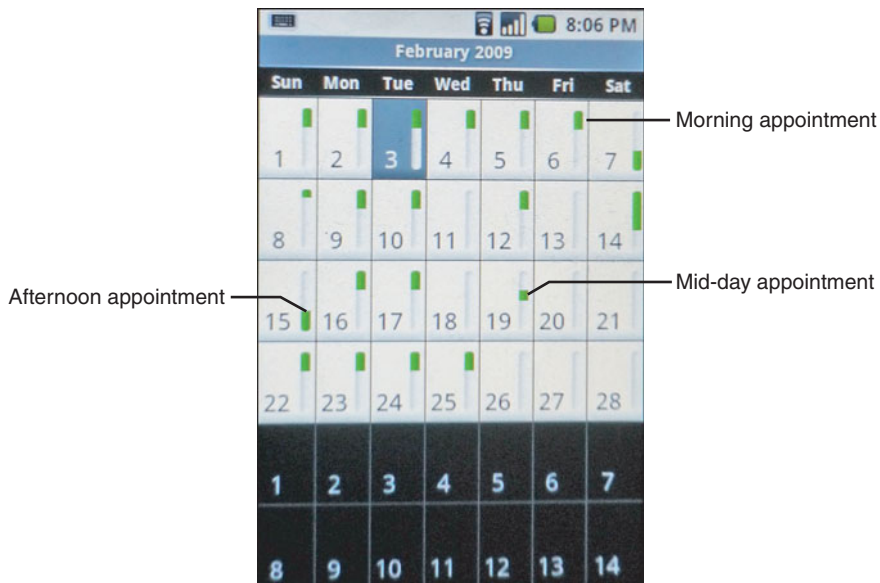 8:06 PM
February 2009
Sun Mon Tue Wed Thu Fri Sat
Morning appointment
1 2 3 4 5 6 7
8 9 10 11 12 13 14
Afternoon appointment
Mid-day appointment
15 16 17 18 19 20 21
22 23 24 25 26 27 28
1 2 3 4 5 6 7
8 9 10 11 12 13 14